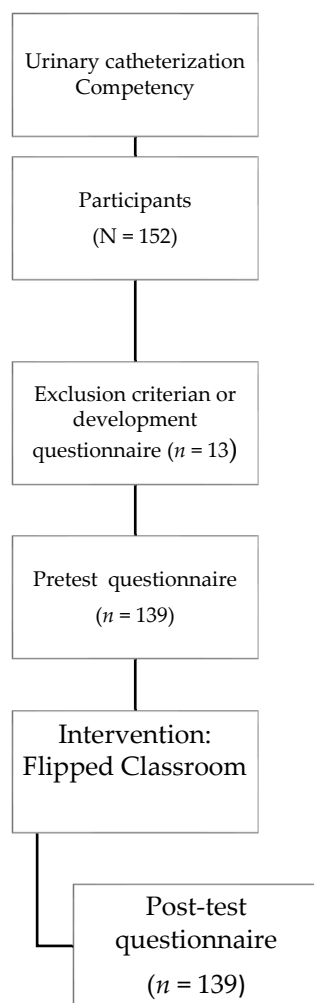 Urinary catheterization
Competency
Participants
(N = 152)
Exclusion criterian or
development
questionnaire (n = 13)
Pretest questionnaire
(n = 139)
Intervention:
Flipped Classroom
Post-test
questionnaire
(n = 139)